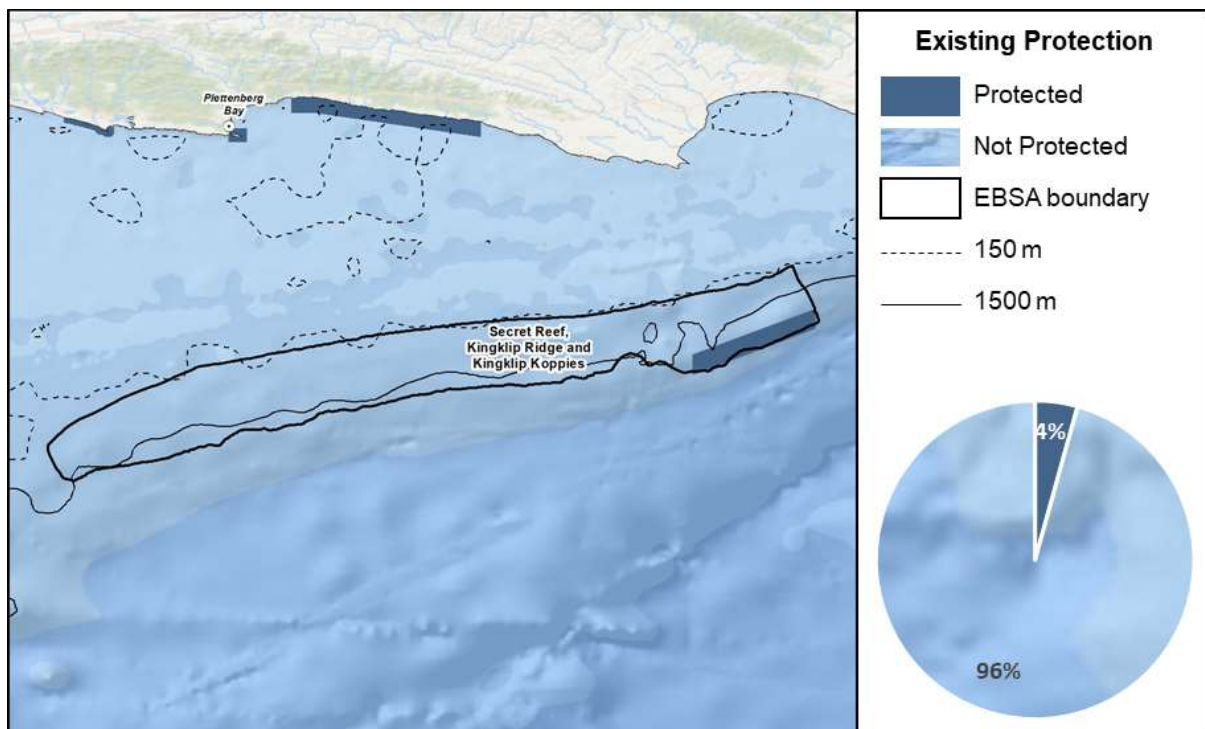 Plettenberg
Bay
Secret Reef,
Kingklip Ridge and
Kingklip Koppies
Existing Protection
Protected
Not Protected
EBSA boundary
150 m
1500 m
4%
96%